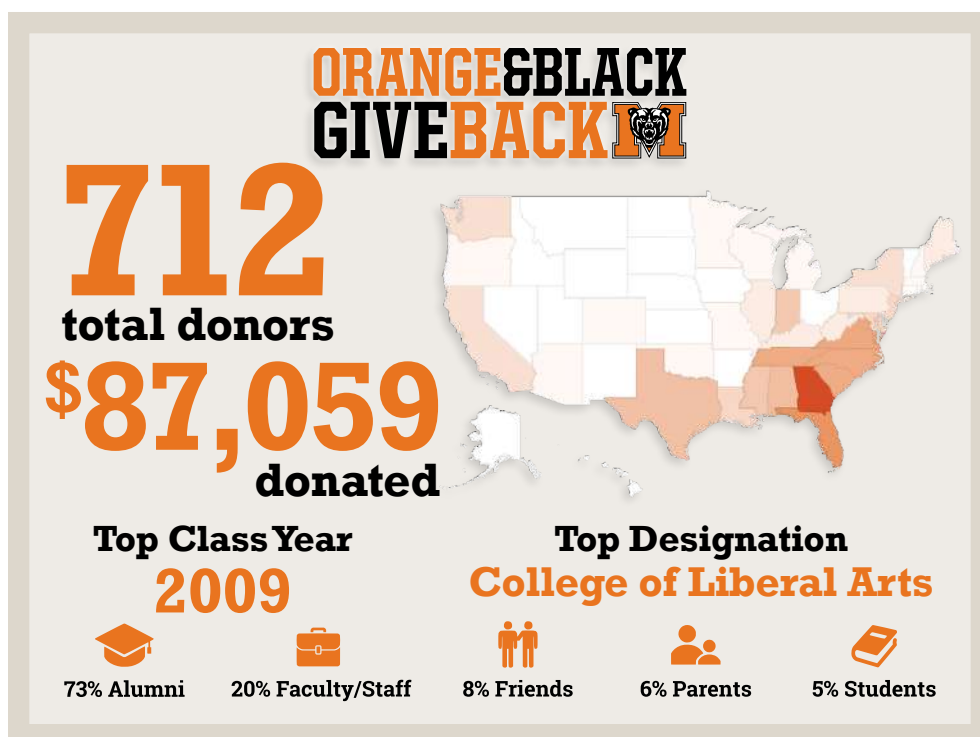 ORANGE&BLACK
GIVEBACK M
712
total donors
$87,059
donated
Top Class Year
2009
Top Designation
College of Liberal Arts
73% Alumni
20% Faculty/Staff
8% Friends
6% Parents
5% Students